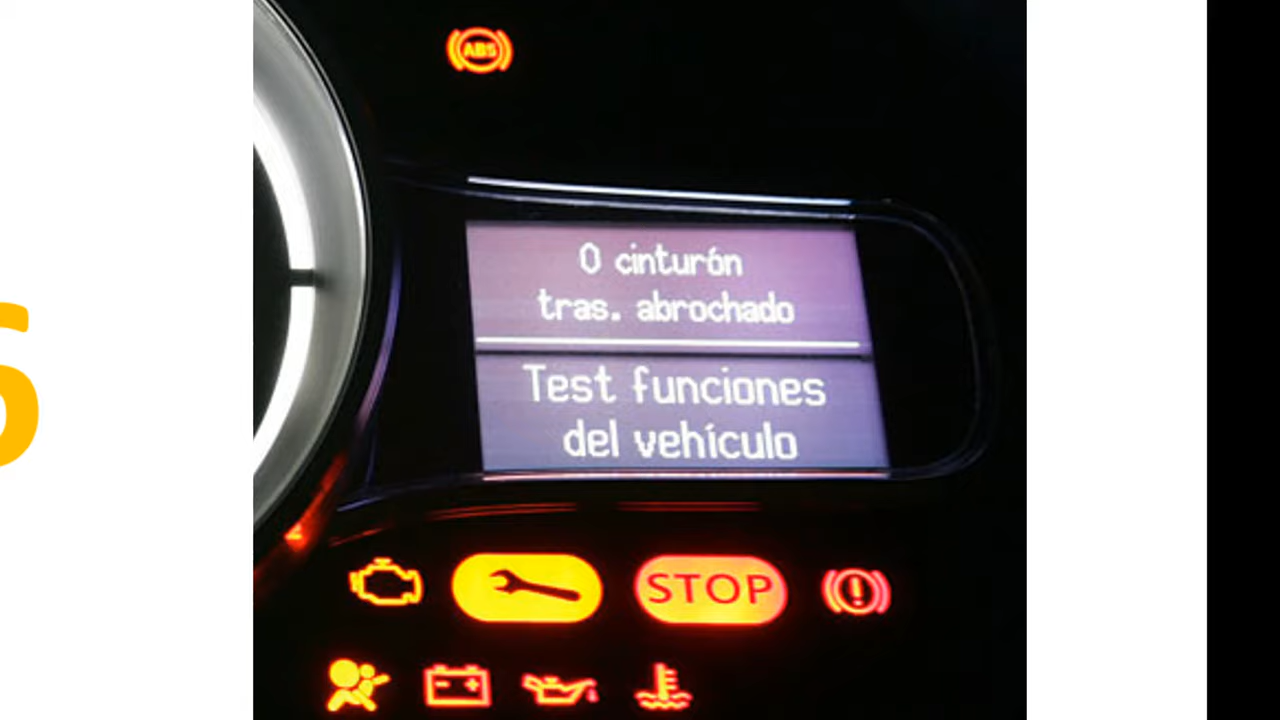 ABS
0 cinturón
tras. abrochado
Test funciones
del vehículo
STOP